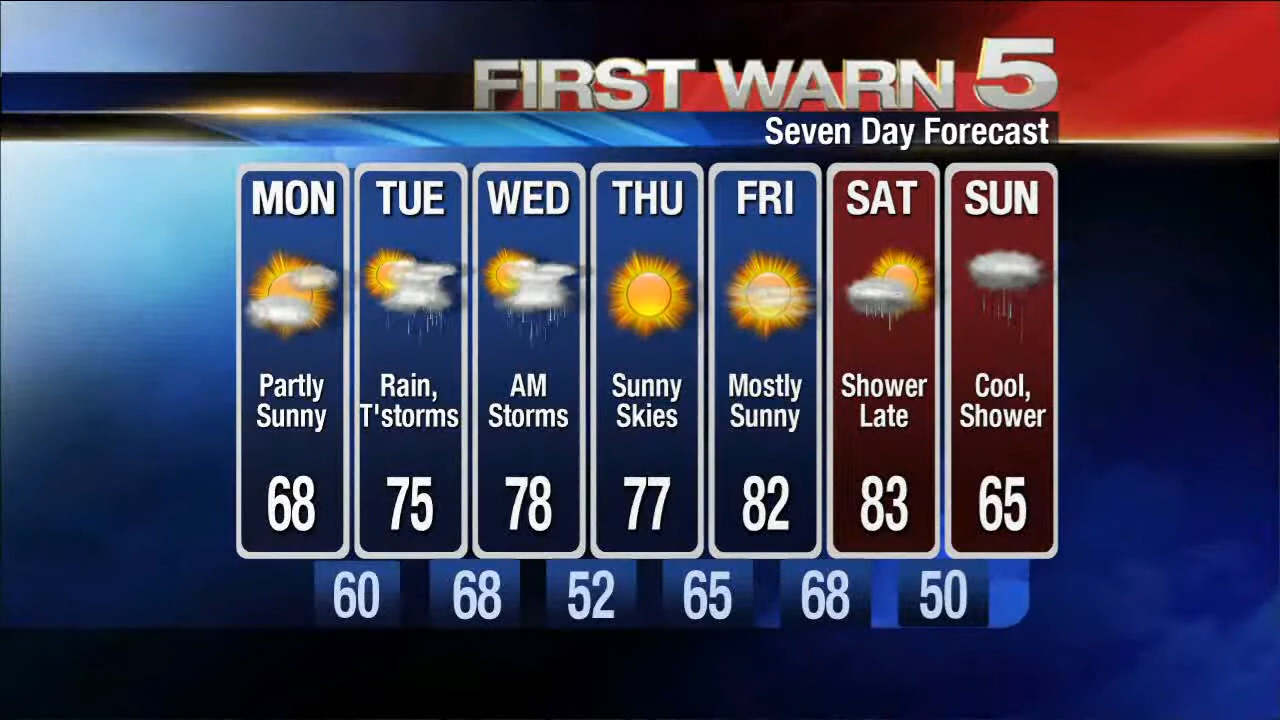 FIRST WARN 5
Seven Day Forecast
MON TUE WED THU FRI SAT SUN
Partly Rain, AM Sunny Mostly Shower Cool,
Sunny T'storms Storms Skies Sunny Late Shower
68 75 78 77 82 83 65
60 68 52 65 68 50